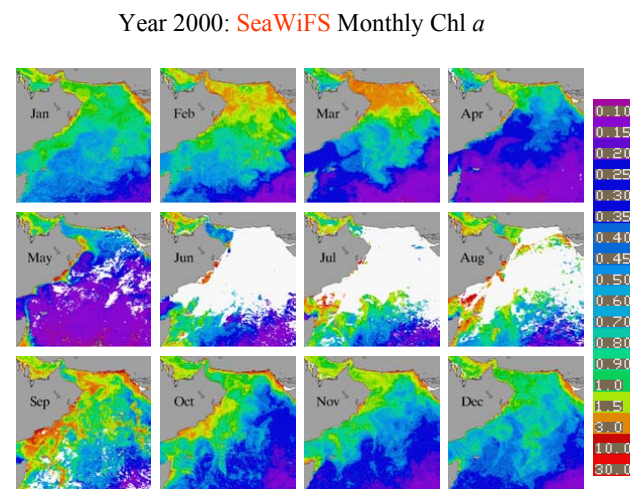 Year 2000: SeaWiFS Monthly Chl a
Jan
Feb
Mar
Apr
May
Jun
Jul
Aug
Sep
Oct
Nov
Dec
0.10
0.15
0.20
0.25
0.30
0.35
0.40
0.45
0.50
0.60
0.70
0.80
0.90
1.0
1.5
3.0
10.0
30.0